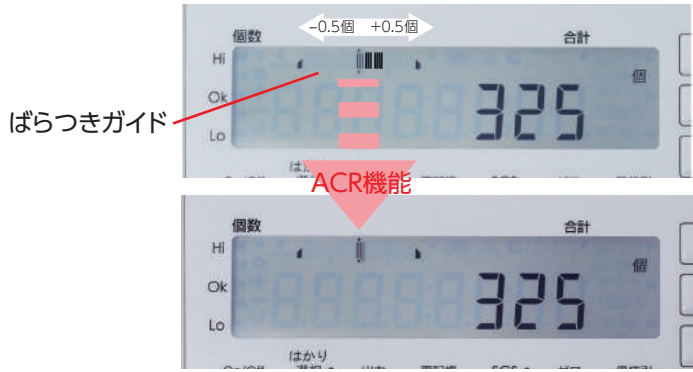 −0.5個 +0.5個
個数 合計
Hi
個
Ok
325
Lo
ばらつきガイド
ACR機能
個数 合計
Hi
個
Ok
325
Lo
はかり